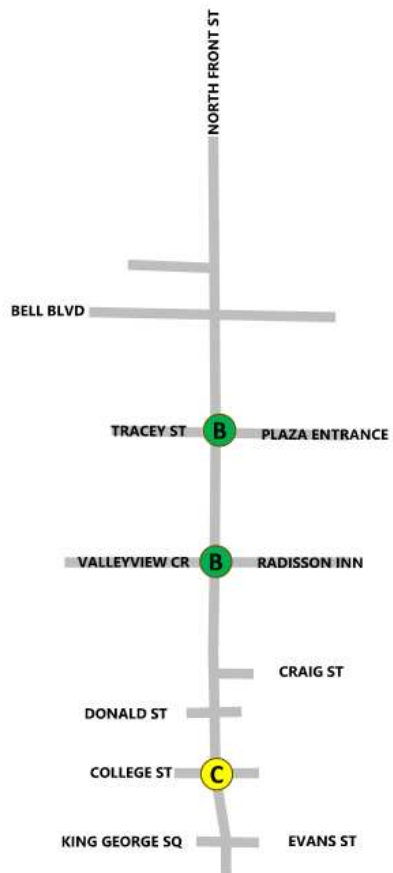 NORTH FRONT ST
BELL BLVD
TRACEY ST B PLAZA ENTRANCE
VALLEYVIEW CR B RADISSON INN
CRAIG ST
DONALD ST
COLLEGE ST C
KING GEORGE SQ EVANS ST